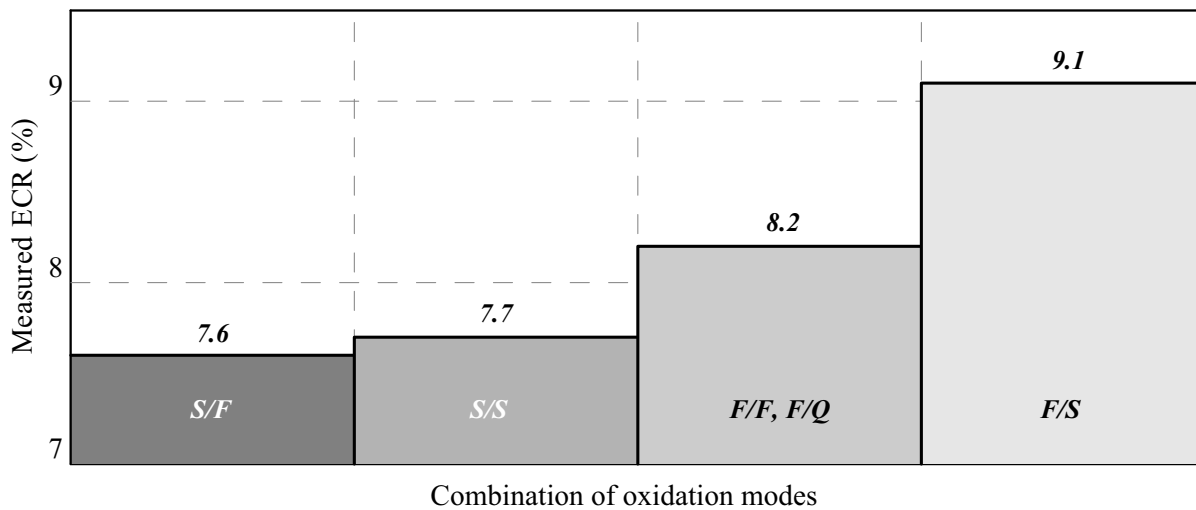 9.1
9
8.2
8
7.7
7.6
S/F
S/S
F/F, F/Q
F/S
7
Measured ECR (%)
Combination of oxidation modes